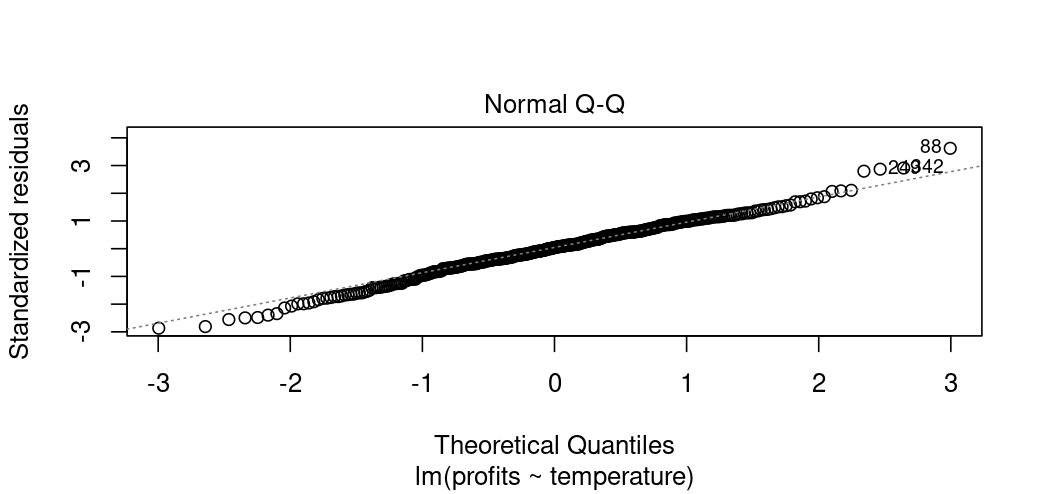 Normal Q-Q
Standardized residuals
3
1
-1
-3
88
342
-3 -2 -1 0 1 2 3
Theoretical Quantiles
lm(profits ~ temperature)